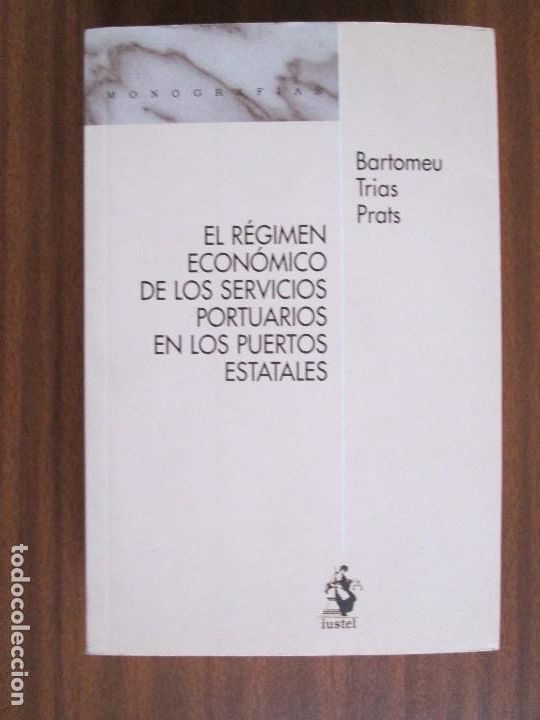 MONOGRAFÍAS
Bartomeu
Trias
Prats
EL RÉGIMEN
ECONÓMICO
DE LOS SERVICIOS
PORTUARIOS
EN LOS PUERTOS
ESTATALES
iustel
todocoleccion